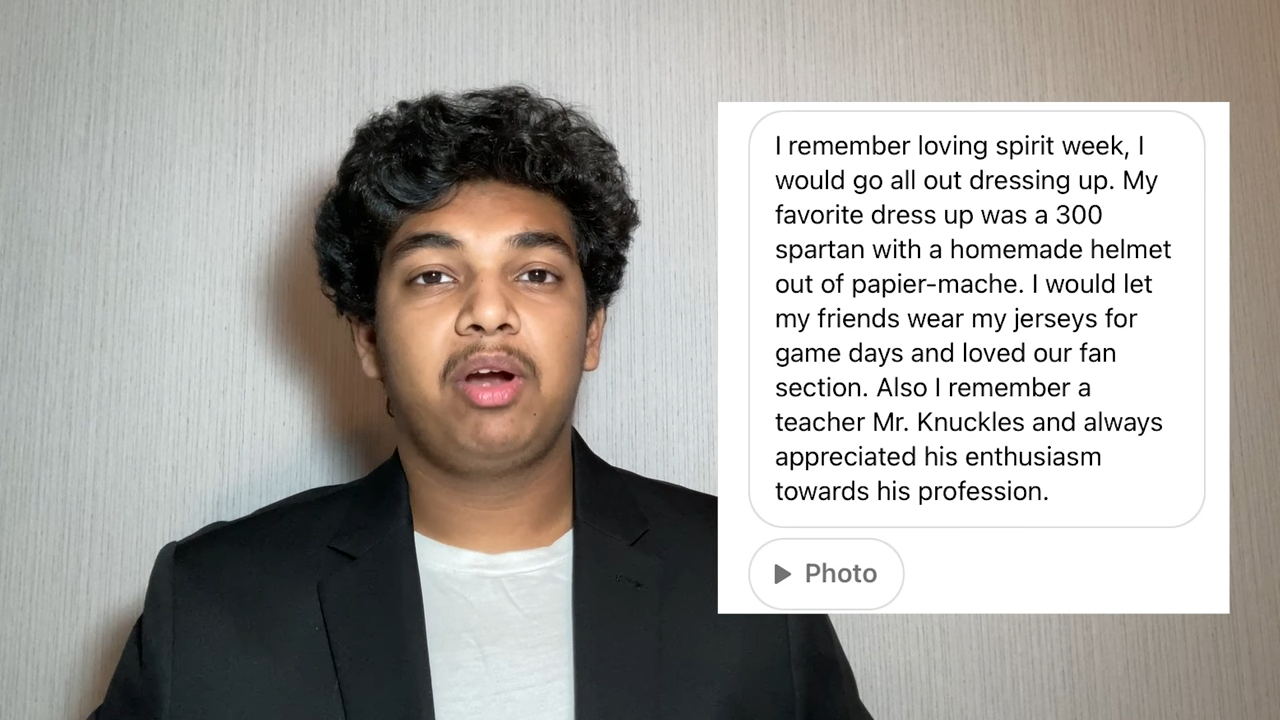 I remember loving spirit week, I
would go all out dressing up. My
favorite dress up was a 300
spartan with a homemade helmet
out of papier-mache. I would let
my friends wear my jerseys for
game days and loved our fan
section. Also I remember a
teacher Mr. Knuckles and always
appreciated his enthusiasm
towards his profession.
Photo